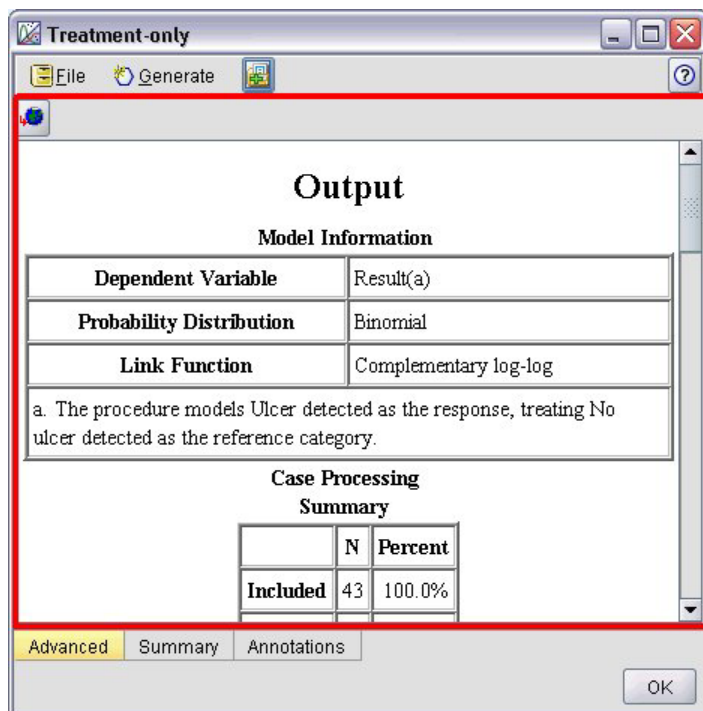 Treatment-only
File Generate
Output
Model Information
Dependent Variable Result(a)
Probability Distribution Binomial
Link Function Complementary log-log
a. The procedure models Ulcer detected as the response, treating No
ulcer detected as the reference category.
Case Processing
Summary
N Percent
Included 43 100.0%
Advanced Summary Annotations
OK